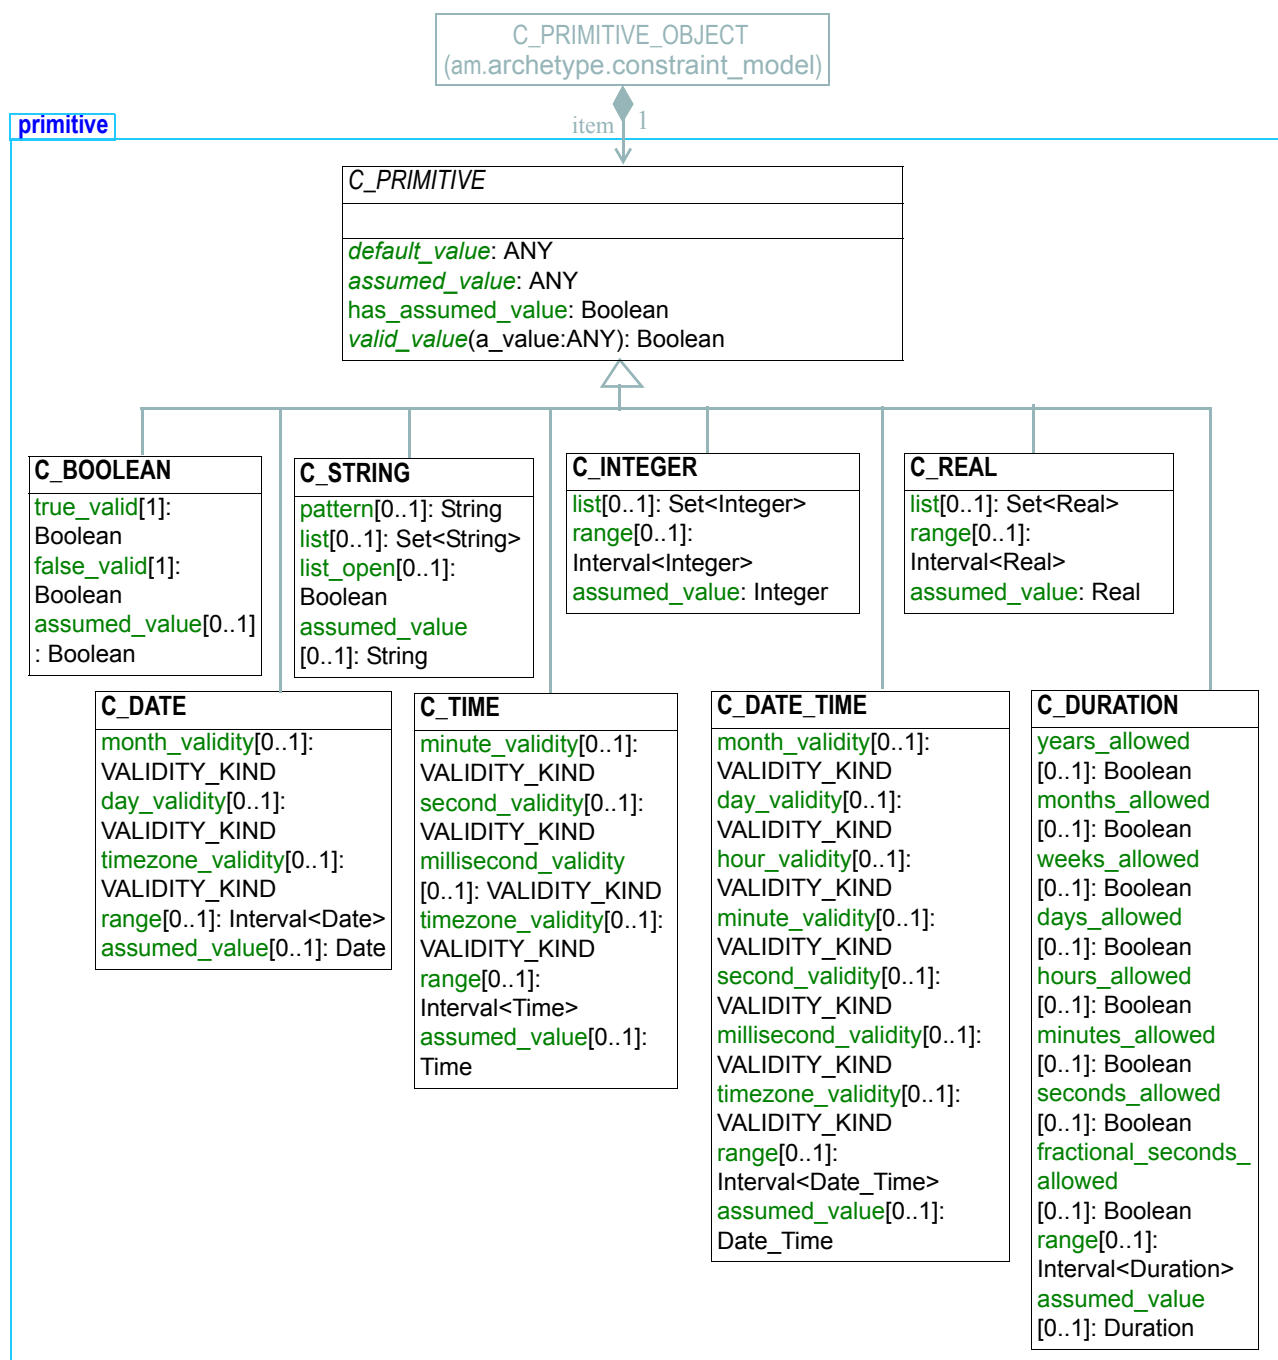 C_PRIMITIVE_OBJECT
(am.archetype.constraint_model)
item 1
primitive
C_PRIMITIVE
default_value: ANY
assumed_value: ANY
has_assumed_value: Boolean
valid_value(a_value:ANY): Boolean
C_BOOLEAN
true_valid[1]:
Boolean
false_valid[1]:
Boolean
assumed_value[0..1]
: Boolean
C_STRING
pattern[0..1]: String
list[0..1]: Set<String>
list_open[0..1]:
Boolean
assumed_value
[0..1]: String
C_INTEGER
list[0..1]: Set<Integer>
range[0..1]:
Interval<Integer>
assumed_value: Integer
C_REAL
list[0..1]: Set<Real>
range[0..1]:
Interval<Real>
assumed_value: Real
C_DATE
month_validity[0..1]:
VALIDITY_KIND
day_validity[0..1]:
VALIDITY_KIND
timezone_validity[0..1]:
VALIDITY_KIND
range[0..1]: Interval<Date>
assumed_value[0..1]: Date
C_TIME
minute_validity[0..1]:
VALIDITY_KIND
second_validity[0..1]:
VALIDITY_KIND
millisecond_validity
[0..1]: VALIDITY_KIND
timezone_validity[0..1]:
VALIDITY_KIND
range[0..1]:
Interval<Time>
assumed_value[0..1]:
Time
C_DATE_TIME
month_validity[0..1]:
VALIDITY_KIND
day_validity[0..1]:
VALIDITY_KIND
hour_validity[0..1]:
VALIDITY_KIND
minute_validity[0..1]:
VALIDITY_KIND
second_validity[0..1]:
VALIDITY_KIND
millisecond_validity[0..1]:
VALIDITY_KIND
timezone_validity[0..1]:
VALIDITY_KIND
range[0..1]:
Interval<Date_Time>
assumed_value[0..1]:
Date_Time
C_DURATION
years_allowed
[0..1]: Boolean
months_allowed
[0..1]: Boolean
weeks_allowed
[0..1]: Boolean
days_allowed
[0..1]: Boolean
hours_allowed
[0..1]: Boolean
minutes_allowed
[0..1]: Boolean
seconds_allowed
[0..1]: Boolean
fractional_seconds_
allowed
[0..1]: Boolean
range[0..1]:
Interval<Duration>
assumed_value
[0..1]: Duration